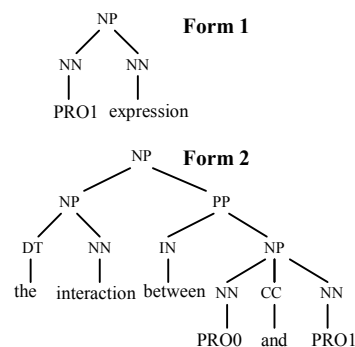 NP Form 1
NN NN
PRO1 expression
NP Form 2
NP PP
DT NN IN NP
the interaction between NN CC NN
PRO0 and PRO1